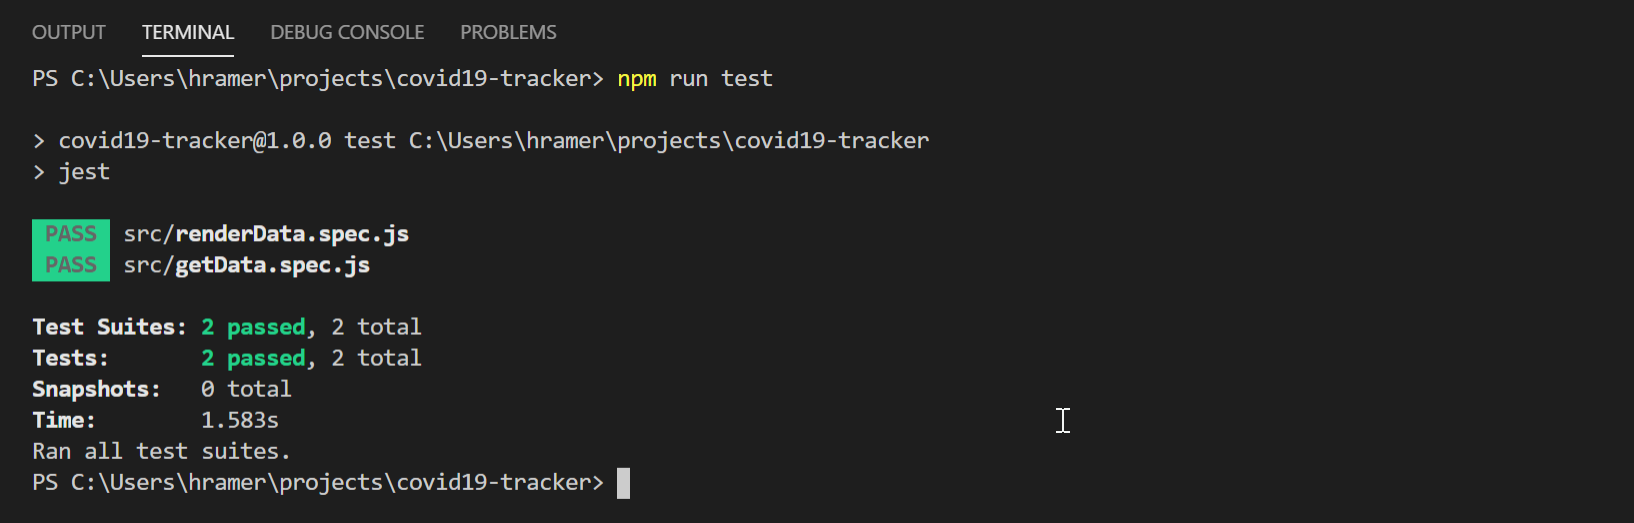 OUTPUT TERMINAL DEBUG CONSOLE PROBLEMS
PS C:\Users\hramer\projects\covid19-tracker> npm run test
> covid19-tracker@1.0.0 test C:\Users\hramer\projects\covid19-tracker
> jest
PASS src/renderData.spec.js
PASS src/getData.spec.js
Test Suites: 2 passed, 2 total
Tests: 2 passed, 2 total
Snapshots: 0 total
Time: 1.583s
Ran all test suites.
PS C:\Users\hramer\projects\covid19-tracker>